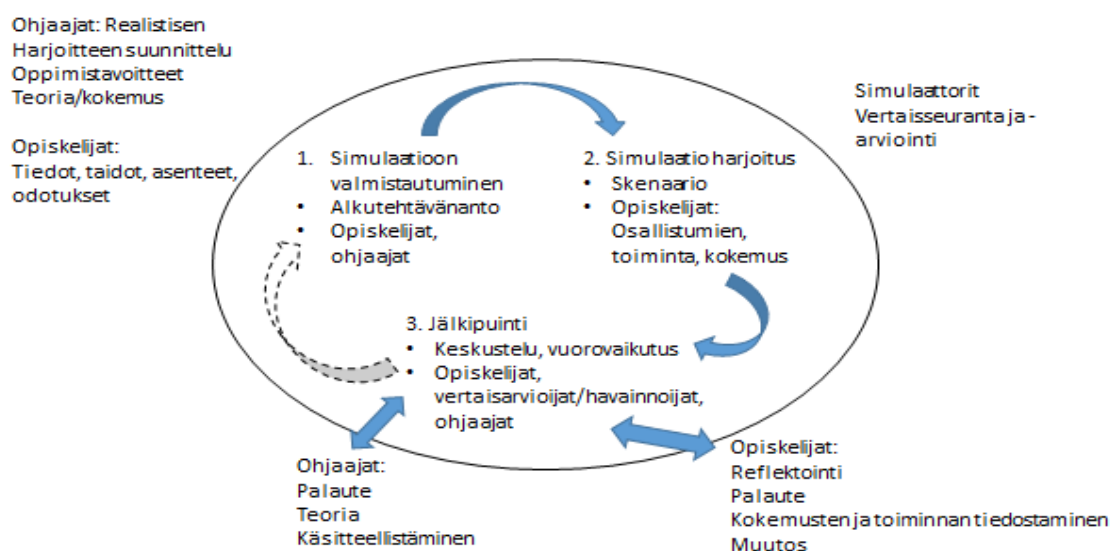 Ohjaajat: Realistisen
Harjoitteen suunnittelu
Oppimistavoitteet
Teoria/kokemus
Opiskelijat:
Tiedot, taidot, asenteet,
odotukset
Simulaattorit
Vertaisseuranta ja -
arviointi
1. Simulaatioon
valmistautuminen
• Alkutehtävänanto
• Opiskelijat,
ohjaajat
2. Simulaatioharjoitus
• Skenaario
• Opiskelijat:
Osallistumien,
toiminta, kokemus
3. Jälkipuinti
• Keskustelu, vuorovaikutus
• Opiskelijat,
vertaisarvioijat/havainnoijat,
ohjaajat
Ohjaajat:
Palaute
Teoria
Käsitteellistäminen
Opiskelijat:
Reflektointi
Palaute
Kokemusten ja toiminnan tiedostaminen
Muutos